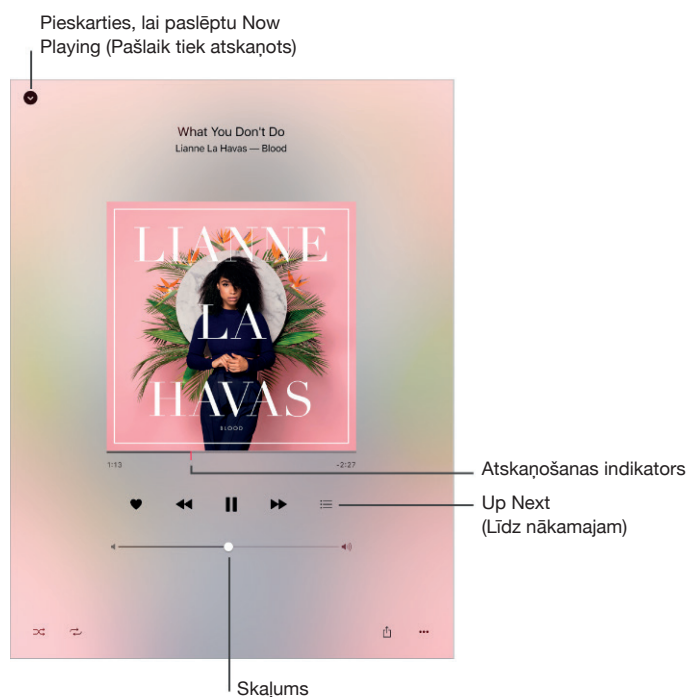 Pieskarties, lai paslēptu Now
Playing (Pašlaik tiek atskaņots)
What You Don't Do
Lianne La Havas — Blood
LIANNE
LA
HAVAS
BLOOD
1:13
-2:27
Atskaņošanas indikators
Up Next
(Līdz nākamajam)
Skaļums